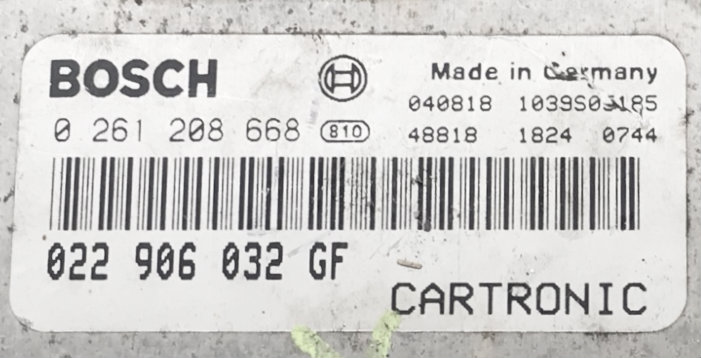 BOSCH
Made in Germany
040818 1039S03185
0 261 208 668 810
48818 1824 0744
022 906 032 GF
CARTRONIC